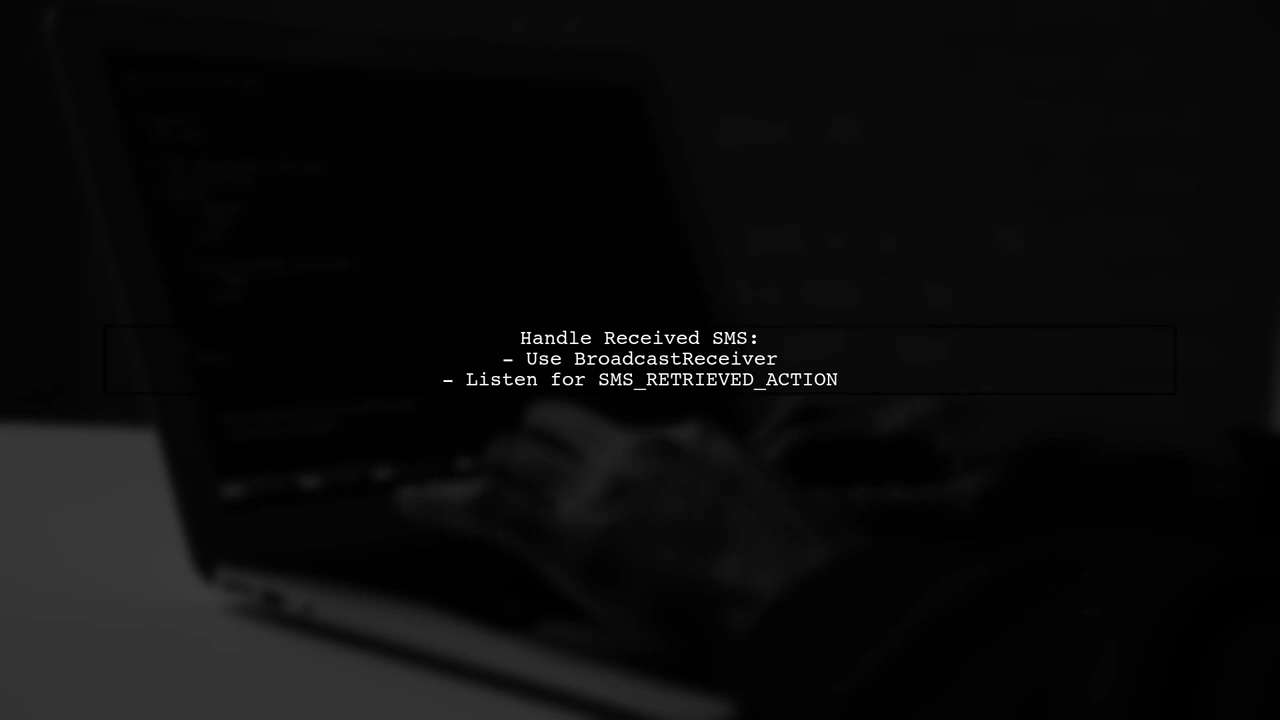 Handle Received SMS:
- Use BroadcastReceiver
- Listen for SMS_RETRIEVED_ACTION